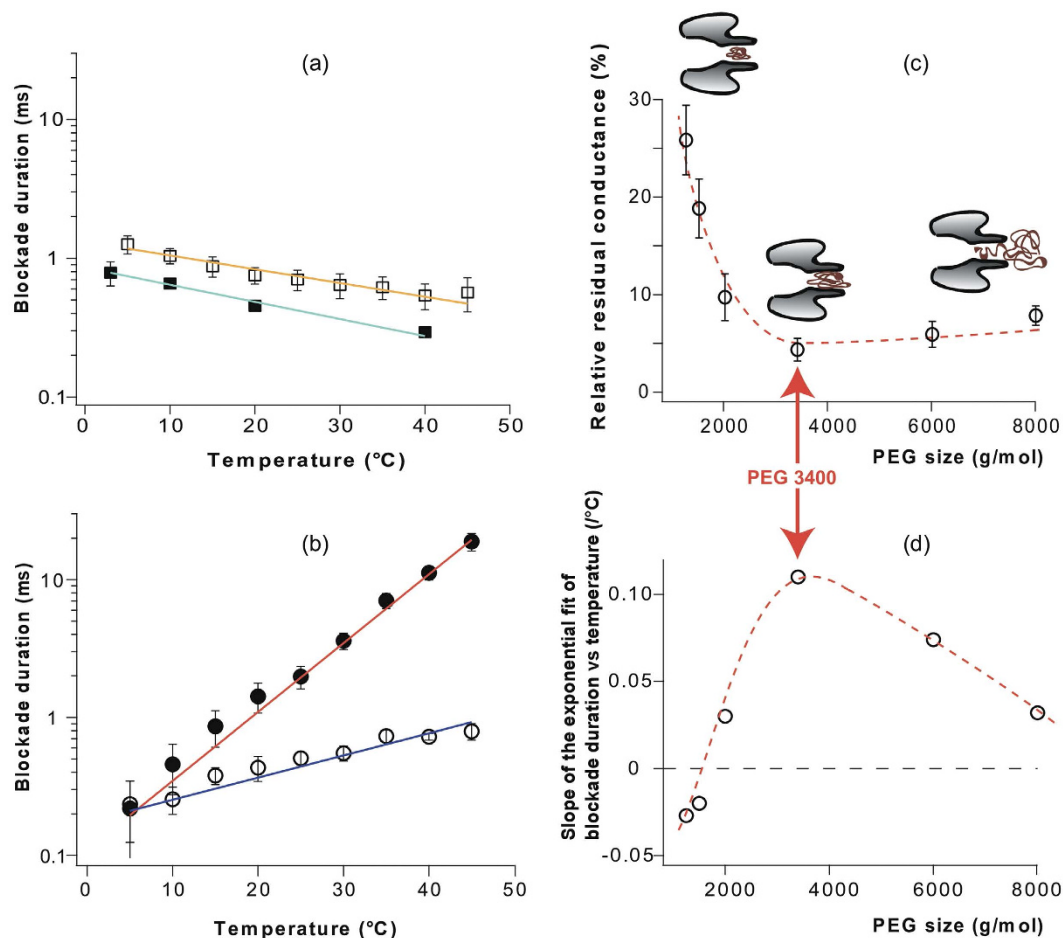 (a)
Blockade duration (ms)
10
1
0.1
0 10 20 30 40 50
Temperature (°C)
(c)
Relative residual conductance (%)
30
25
20
15
10
5
0
2000 4000 6000 8000
PEG size (g/mol)
PEG 3400
(b)
Blockade duration (ms)
10
1
0.1
0 10 20 30 40 50
Temperature (°C)
(d)
Slope of the exponential fit of
blockade duration vs temperature (/°C)
0.10
0.05
0
-0.05
2000 4000 6000 8000
PEG size (g/mol)